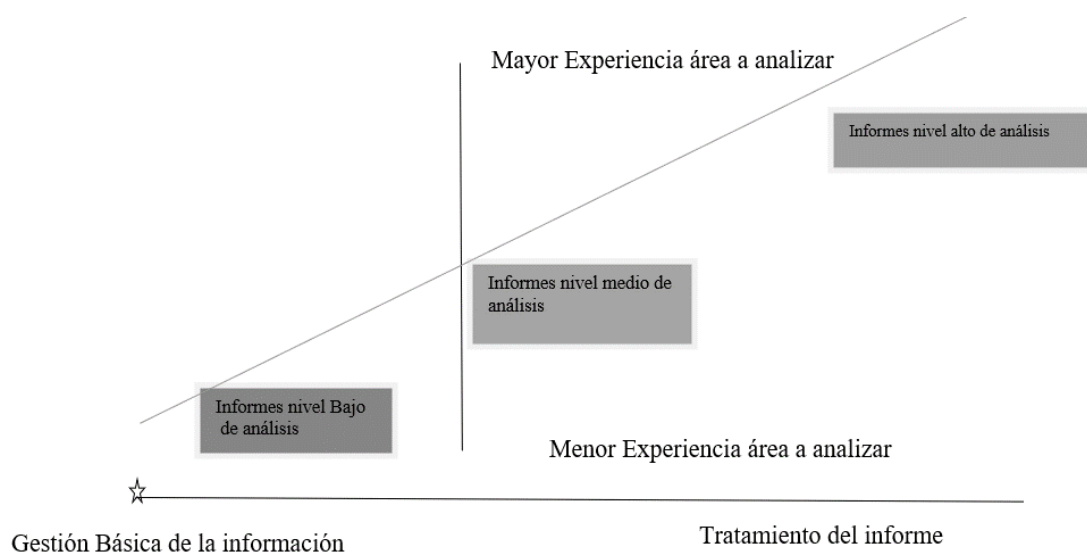 Mayor Experiencia área a analizar
Informes nivel alto de análisis
Informes nivel medio de
análisis
Informes nivel Bajo
de análisis
Menor Experiencia área a analizar
Gestión Básica de la información
Tratamiento del informe